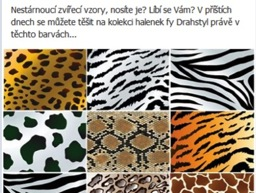 Nestárnoucí zvířecí vzory, nosíte je? Líbí se Vám? V příštích
dnech se můžete těšit na kolekci halenek fy Drahstyl právě v
těchto barvách...